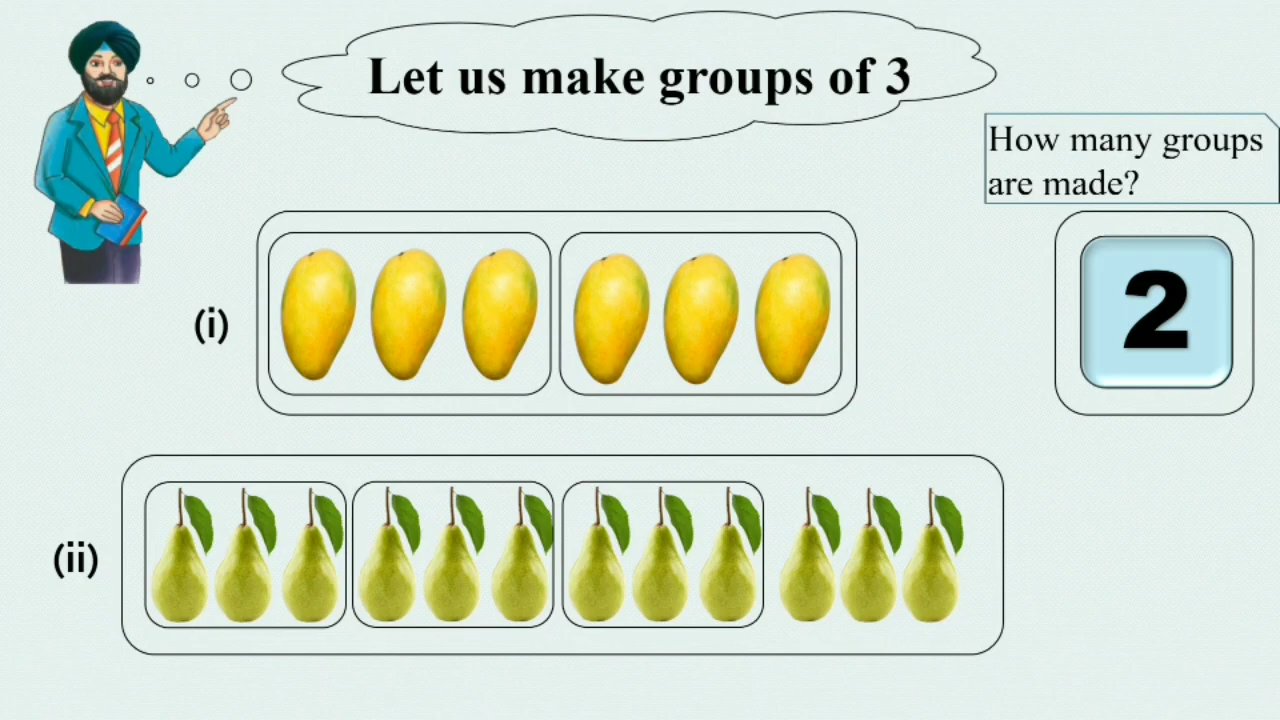 Let us make groups of 3
How many groups
are made?
(i)
2
(ii)